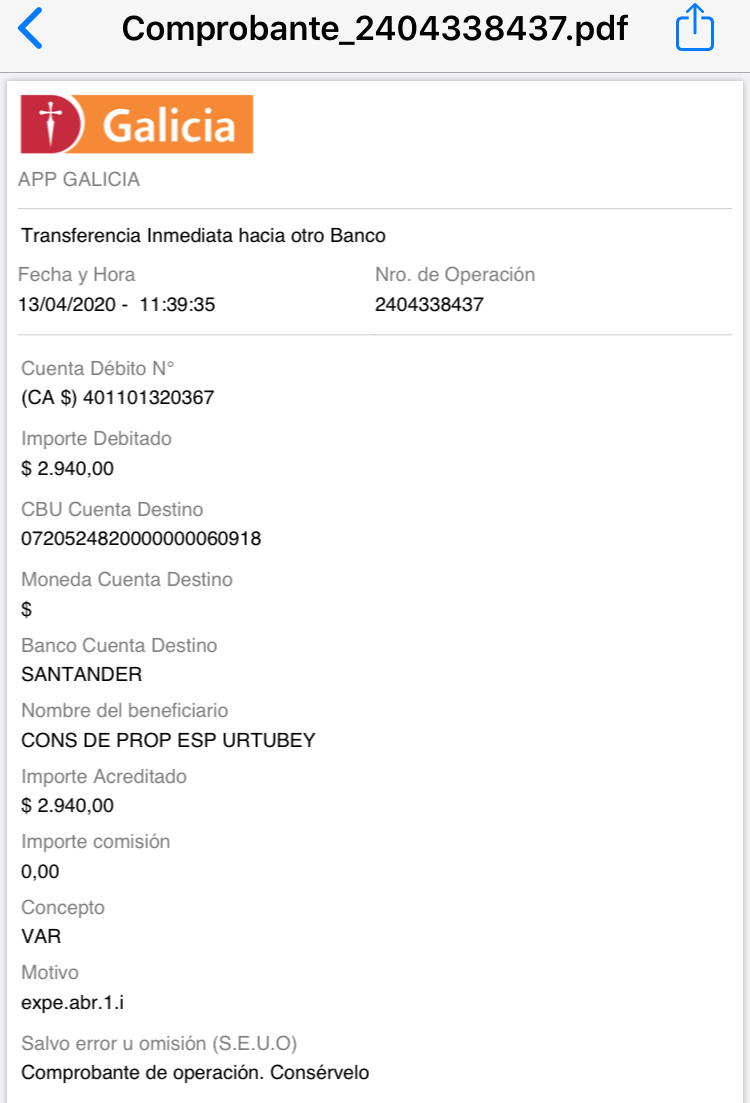 Comprobante_2404338437.pdf
Galicia
APP GALICIA
Transferencia Inmediata hacia otro Banco
Fecha y Hora Nro. de Operación
13/04/2020 - 11:39:35 2404338437
Cuenta Débito N°
(CA $) 401101320367
Importe Debitado
$ 2.940,00
CBU Cuenta Destino
0720524820000000060918
Moneda Cuenta Destino
$
Banco Cuenta Destino
SANTANDER
Nombre del beneficiario
CONS DE PROP ESP URTUBEY
Importe Acreditado
$ 2.940,00
Importe comisión
0,00
Concepto
VAR
Motivo
expe.abr.1.i
Salvo error u omisión (S.E.U.O)
Comprobante de operación. Consérvelo